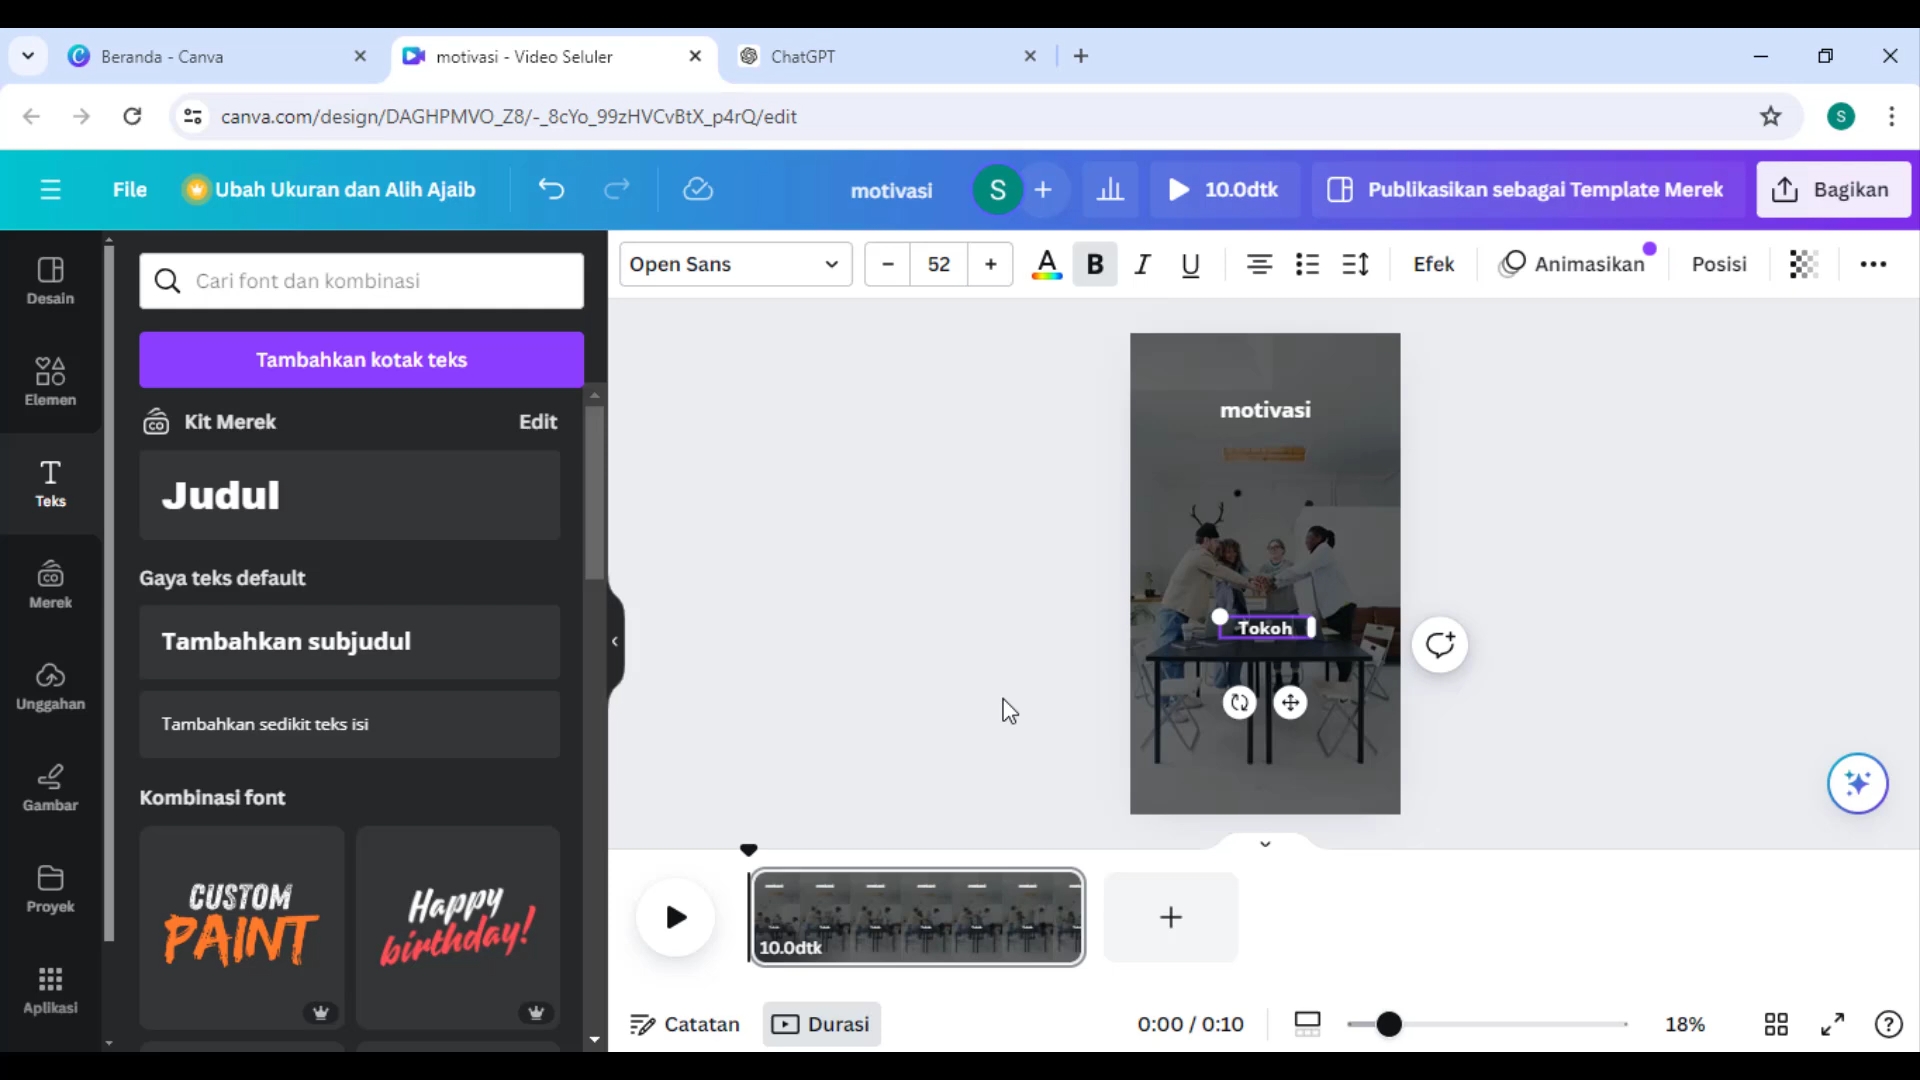 Beranda - Canva
motivasi - Video Seluler
ChatGPT
canva.com/design/DAGHPMVO_Z8/-_8cYo_99zHVCvBtX_p4rQ/edit
S
File
Ubah Ukuran dan Alih Ajaib
motivasi
S
10.0dtk
Publikasikan sebagai Template Merek
Bagikan
Desain
Elemen
Teks
Merek
Unggahan
Gambar
Proyek
Aplikasi
Cari font dan kombinasi
Tambahkan kotak teks
Kit Merek
Edit
Judul
Gaya teks default
Tambahkan subjudul
Tambahkan sedikit teks isi
Kombinasi font
CUSTOM
PAINT
Happy
birthday!
Open Sans
52
A
B
I
U
Efek
Animasikan
Posisi
motivasi
Tokoh
10.0dtk
Catatan
Durasi
0:00 / 0:10
18%